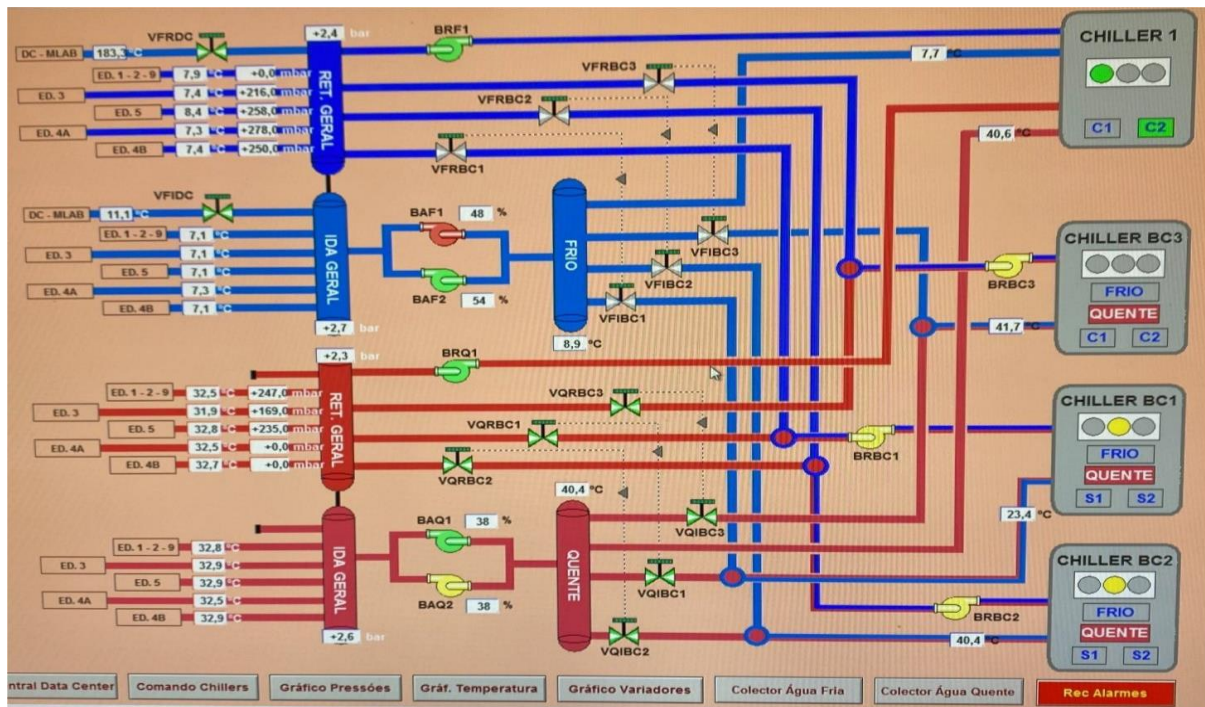 VFRDC
+2,4 bar
BRF1
CHILLER 1
DC - MLAB 183,3 °C
7,7 °C
ED. 1 - 2 - 9 7,9 °C +0,0 mbar
VFRBC3
ED. 3 7,4 °C +216,0 mbar
RET. GERAL
VFRBC2
ED. 5 8,4 °C +258,0 mbar
C1 C2
ED. 4A 7,3 °C +278,0 mbar
40,6 °C
ED. 4B 7,4 °C +250,0 mbar
VFRBC1
VFIDC
DC - MLAB 11,1 °C
BAF1 48 %
ED. 1 - 2 - 9 7,1 °C
IDA GERAL
FRIO
VFIBC3
CHILLER BC3
ED. 3 7,1 °C
ED. 5 7,1 °C
VFIBC2
BRBC3
FRIO
ED. 4A 7,3 °C
BAF2 54 %
QUENTE
ED. 4B 7,1 °C
VFIBC1
+2,7 bar
41,7 °C
C1 C2
8,9 °C
+2,3 bar
BRQ1
ED. 1 - 2 - 9 32,5 °C +247,0 mbar
VQRBC3
ED. 3 31,9 °C +169,0 mbar
RET. GERAL
CHILLER BC1
ED. 5 32,8 °C +235,0 mbar
VQRBC1
ED. 4A 32,5 °C +0,0 mbar
BRBC1
FRIO
ED. 4B 32,7 °C +0,0 mbar
QUENTE
VQRBC2
S1 S2
40,4 °C
23,4 °C
BAQ1 38 %
VQIBC3
ED. 1 - 2 - 9 32,8 °C
IDA GERAL
QUENTE
CHILLER BC2
ED. 3 32,9 °C
ED. 5 32,9 °C
VQIBC1
ED. 4A 32,5 °C
BAQ2 38 %
BRBC2
FRIO
ED. 4B 32,9 °C
QUENTE
+2,6 bar
VQIBC2
40,4 °C
S1 S2
ntral Data Center
Comando Chillers
Gráfico Pressóes
Gráf. Temperatura
Gráfico Variadores
Colector Água Fria
Colector Água Quente
Rec Alarmes